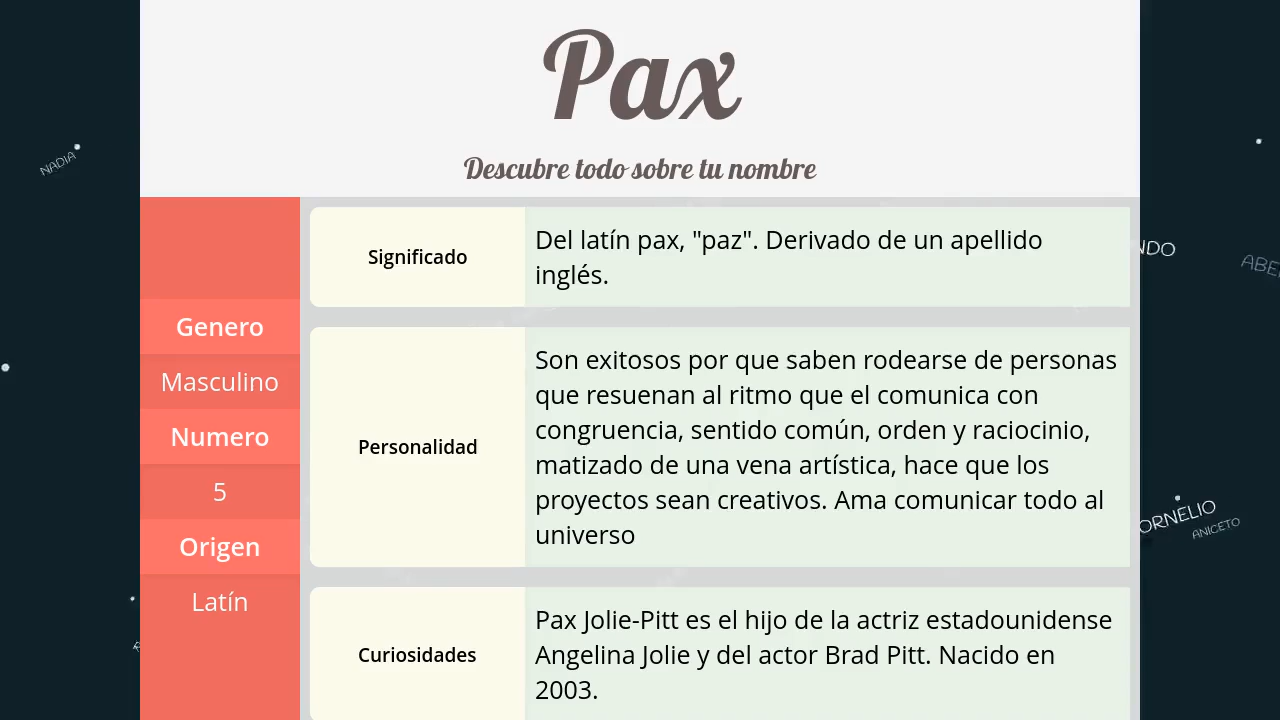 Pax
Descubre todo sobre tu nombre
NADIA
Genero
Masculino
Numero
5
Origen
Latín
Significado
Del latín pax, "paz". Derivado de un apellido
inglés.
Personalidad
Son exitosos por que saben rodearse de personas
que resuenan al ritmo que el comunica con
congruencia, sentido común, orden y raciocinio,
matizado de una vena artística, hace que los
proyectos sean creativos. Ama comunicar todo al
universo
Curiosidades
Pax Jolie-Pitt es el hijo de la actriz estadounidense
Angelina Jolie y del actor Brad Pitt. Nacido en
2003.
NDO
ABE
ORNELIO
ANICETO